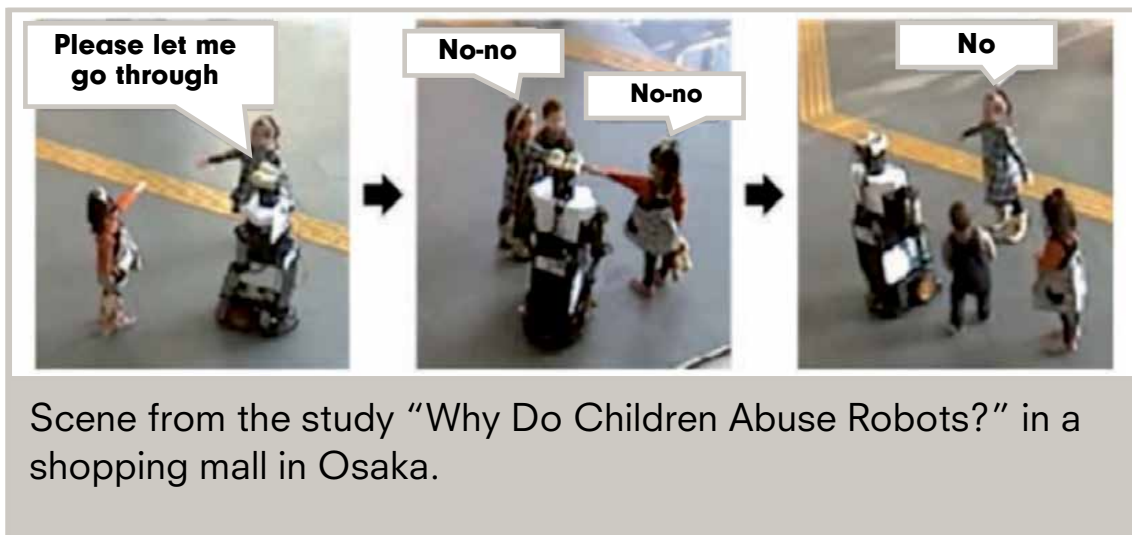 Please let me
go through
No-no
No-no
No
Scene from the study “Why Do Children Abuse Robots?” in a
shopping mall in Osaka.